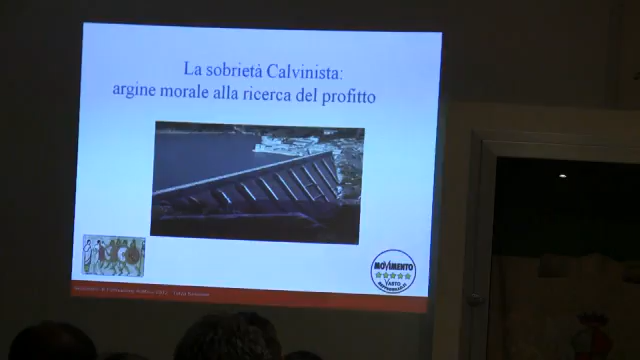 La sobrietà Calvinista:
argine morale alla ricerca del profitto
MOVIMENTO
VASTO